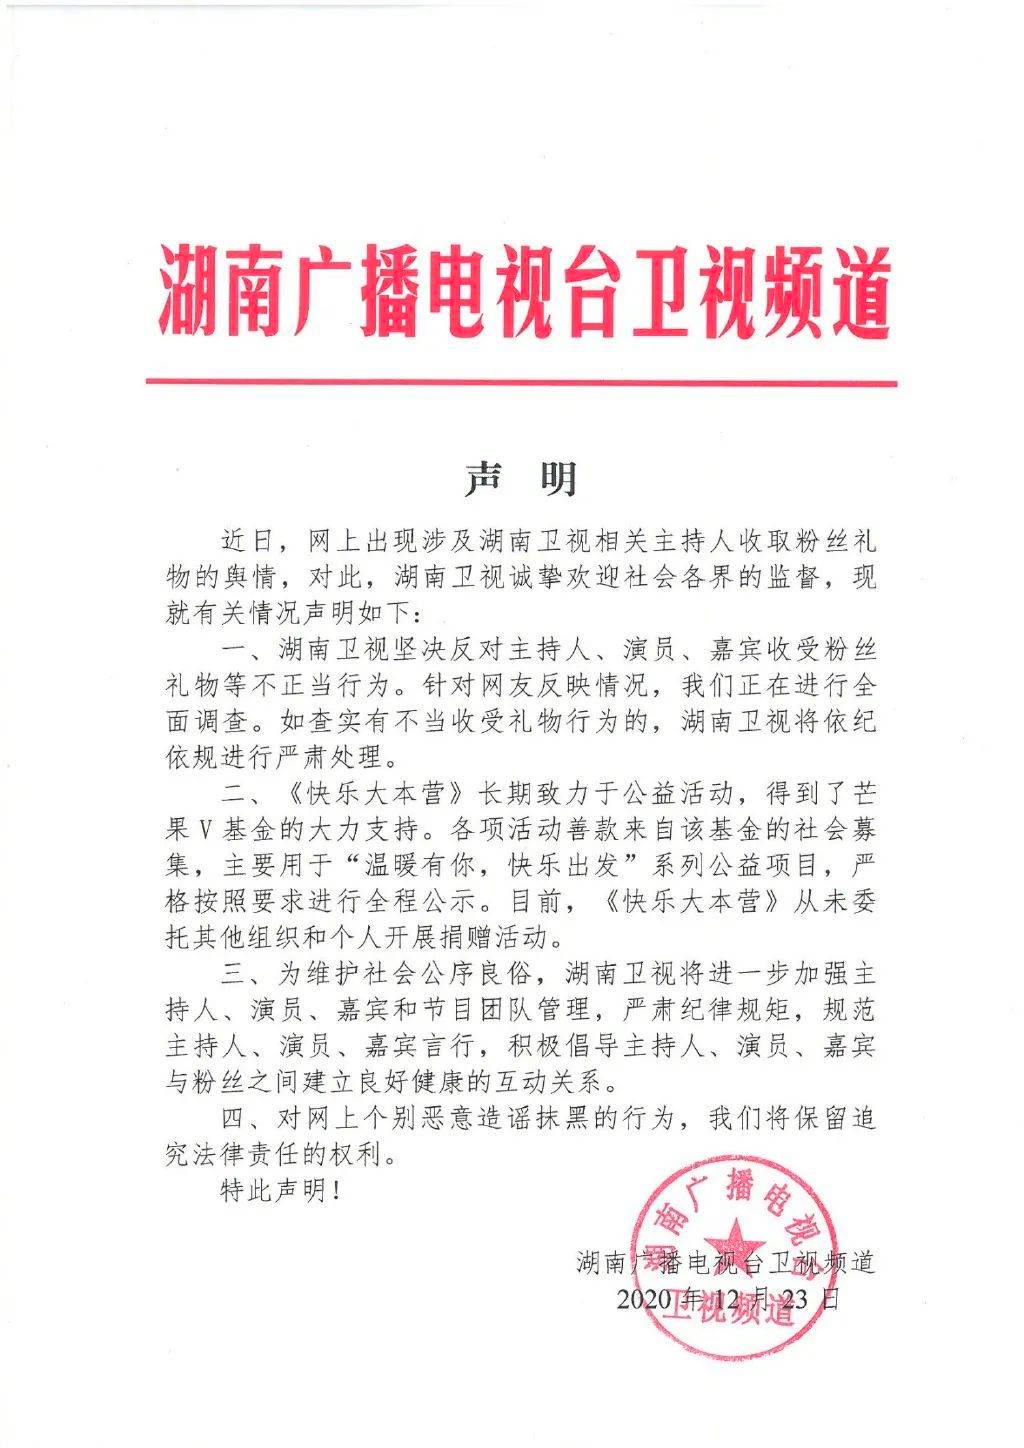 湖南广播电视台卫视频道
声 明
近日，网上出现涉及湖南卫视相关主持人收取粉丝礼
物的舆情，对此，湖南卫视诚挚欢迎社会各界的监督，现
就有关情况声明如下：
一、湖南卫视坚决反对主持人、演员、嘉宾收受粉丝
礼物等不正当行为。针对网友反映情况，我们正在进行全
面调查。如查实有不当收受礼物行为的，湖南卫视将依纪
依规进行严肃处理。
二、《快乐大本营》长期致力于公益活动，得到了芒
果 V 基金的大力支持。各项活动善款来自该基金的社会募
集，主要用于“温暖有你，快乐出发”系列公益项目，严
格按照要求进行全程公示。目前，《快乐大本营》从未委
托其他组织和个人开展捐赠活动。
三、为维护社会公序良俗，湖南卫视将进一步加强主
持人、演员、嘉宾和节目团队管理，严肃纪律规矩，规范
主持人、演员、嘉宾言行，积极倡导主持人、演员、嘉宾
与粉丝之间建立良好健康的互动关系。
四、对网上个别恶意造谣抹黑的行为，我们将保留追
究法律责任的权利。
特此声明！
湖南广播电视台卫视频道
2020 年 12 月 23 日
湖南广播电视台
卫视频道